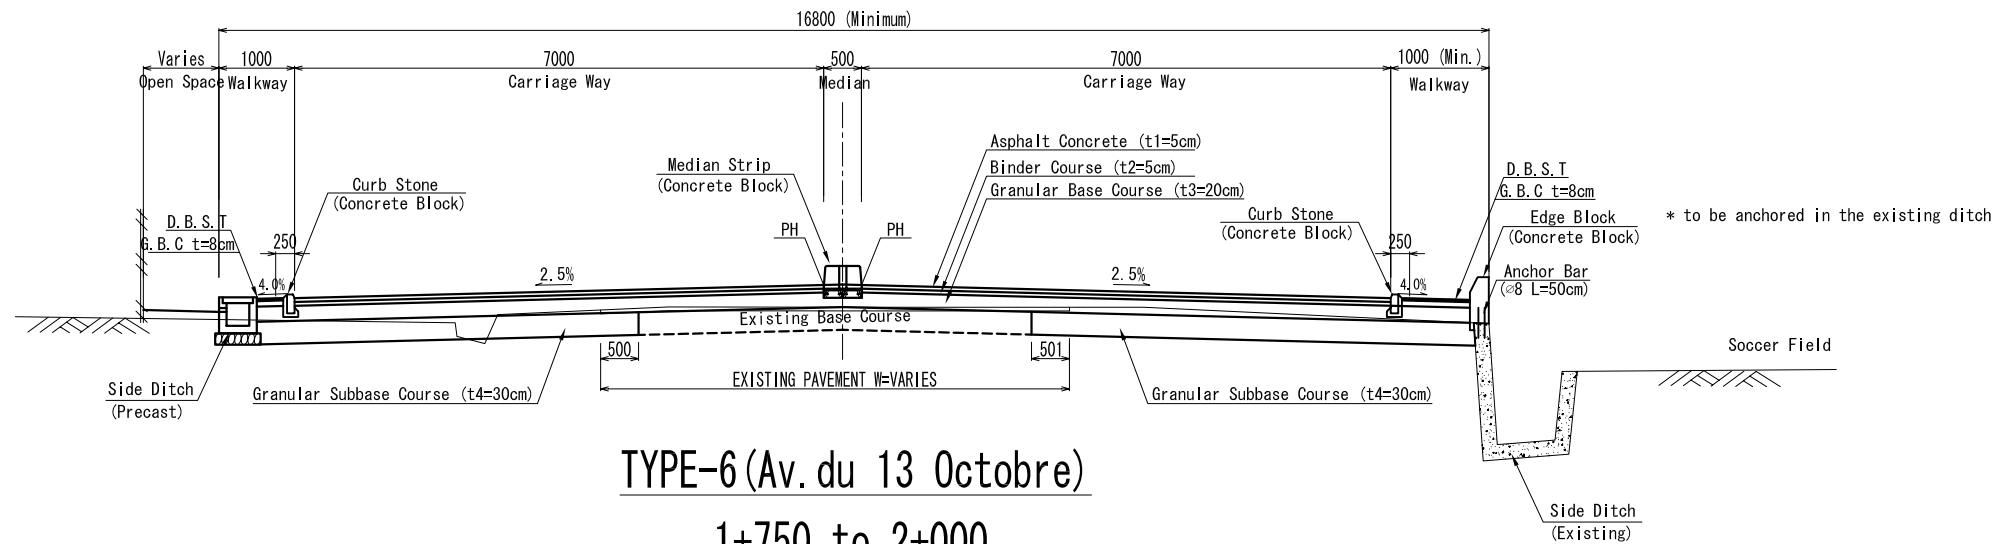 16800 (Minimum)
Varies
1000
7000
500
7000
1000 (Min.)
Open Space
Walkway
Carriage Way
Median
Carriage Way
Walkway
Asphalt Concrete (t1=5cm)
Binder Course (t2=5cm)
Granular Base Course (t3=20cm)
Median Strip
(Concrete Block)
Curb Stone
(Concrete Block)
D.B.S.T
G.B.C t=8cm
250
4.0%
2.5%
PH
PH
2.5%
Curb Stone
(Concrete Block)
250
4.0%
D.B.S.T
G.B.C t=8cm
Edge Block
(Concrete Block)
* to be anchored in the existing ditch
Anchor Bar
(⌀8 L=50cm)
Existing Base Course
500
501
EXISTING PAVEMENT W=VARIES
Soccer Field
Side Ditch
(Precast)
Granular Subbase Course (t4=30cm)
Granular Subbase Course (t4=30cm)
TYPE-6(Av.du 13 Octobre)
1+750 to 2+000
Side Ditch
(Existing)